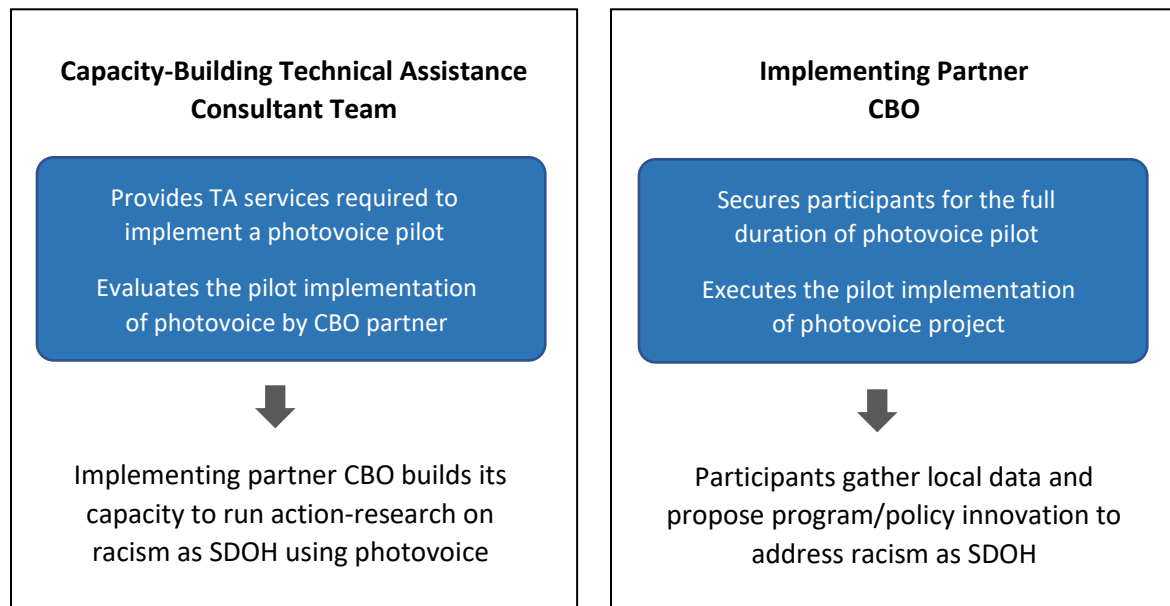 Capacity-Building Technical Assistance
Consultant Team
Provides TA services required to
implement a photovoice pilot
Evaluates the pilot implementation
of photovoice by CBO partner
Implementing partner CBO builds its
capacity to run action-research on
racism as SDOH using photovoice
Implementing Partner
CBO
Secures participants for the full
duration of photovoice pilot
Executes the pilot implementation
of photovoice project
Participants gather local data and
propose program/policy innovation to
address racism as SDOH